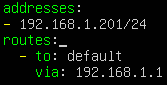 addresses:
- 192.168.1.201/24
routes:
  - to: default
    via: 192.168.1.1